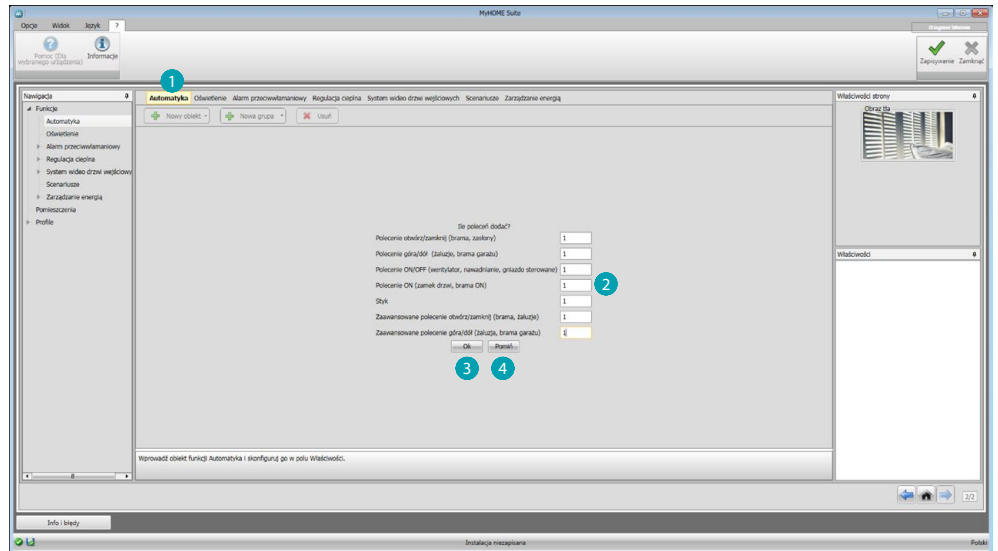 MyHOME Suite
Opcje Widok Język ?
Pomoc (Dla wybranego urządzenia)
Informacje
Zapisywanie Zamknąć
1
Nawigacja
Funkcje
Automatyka
Oświetlenie
Alarm przeciwwłamaniowy
Regulacja cieplna
System wideo drzwi wejściowy
Scenariusze
Zarządzanie energią
Pomieszczenia
Profile
Automatyka Oświetlenie Alarm przeciwwłamaniowy Regulacja cieplna System wideo drzwi wejściowych Scenariusze Zarządzanie energią
Nowy obiekt Nowa grupa Usuń
Ile poleceń dodać?
Polecenie otwórz/zamknij (brama, zasłony) 1
Polecenie góra/dół (żaluzje, brama garażu) 1
Polecenie ON/OFF (wentylator, nawadnianie, gniazdo sterowane) 1
Polecenie ON (zamek drzwi, brama ON) 1
2
Styk 1
Zaawansowane polecenie otwórz/zamknij (brama, żaluzje) 1
Zaawansowane polecenie góra/dół (żaluzja, brama garażu) 1
Ok Pomiń
3 4
Wprowadź obiekt funkcji Automatyka i skonfiguruj go w polu Właściwości.
Właściwości strony
Obraz tła
Właściwości
2/2
Info i błędy
Instalacja niezapisana
Polski